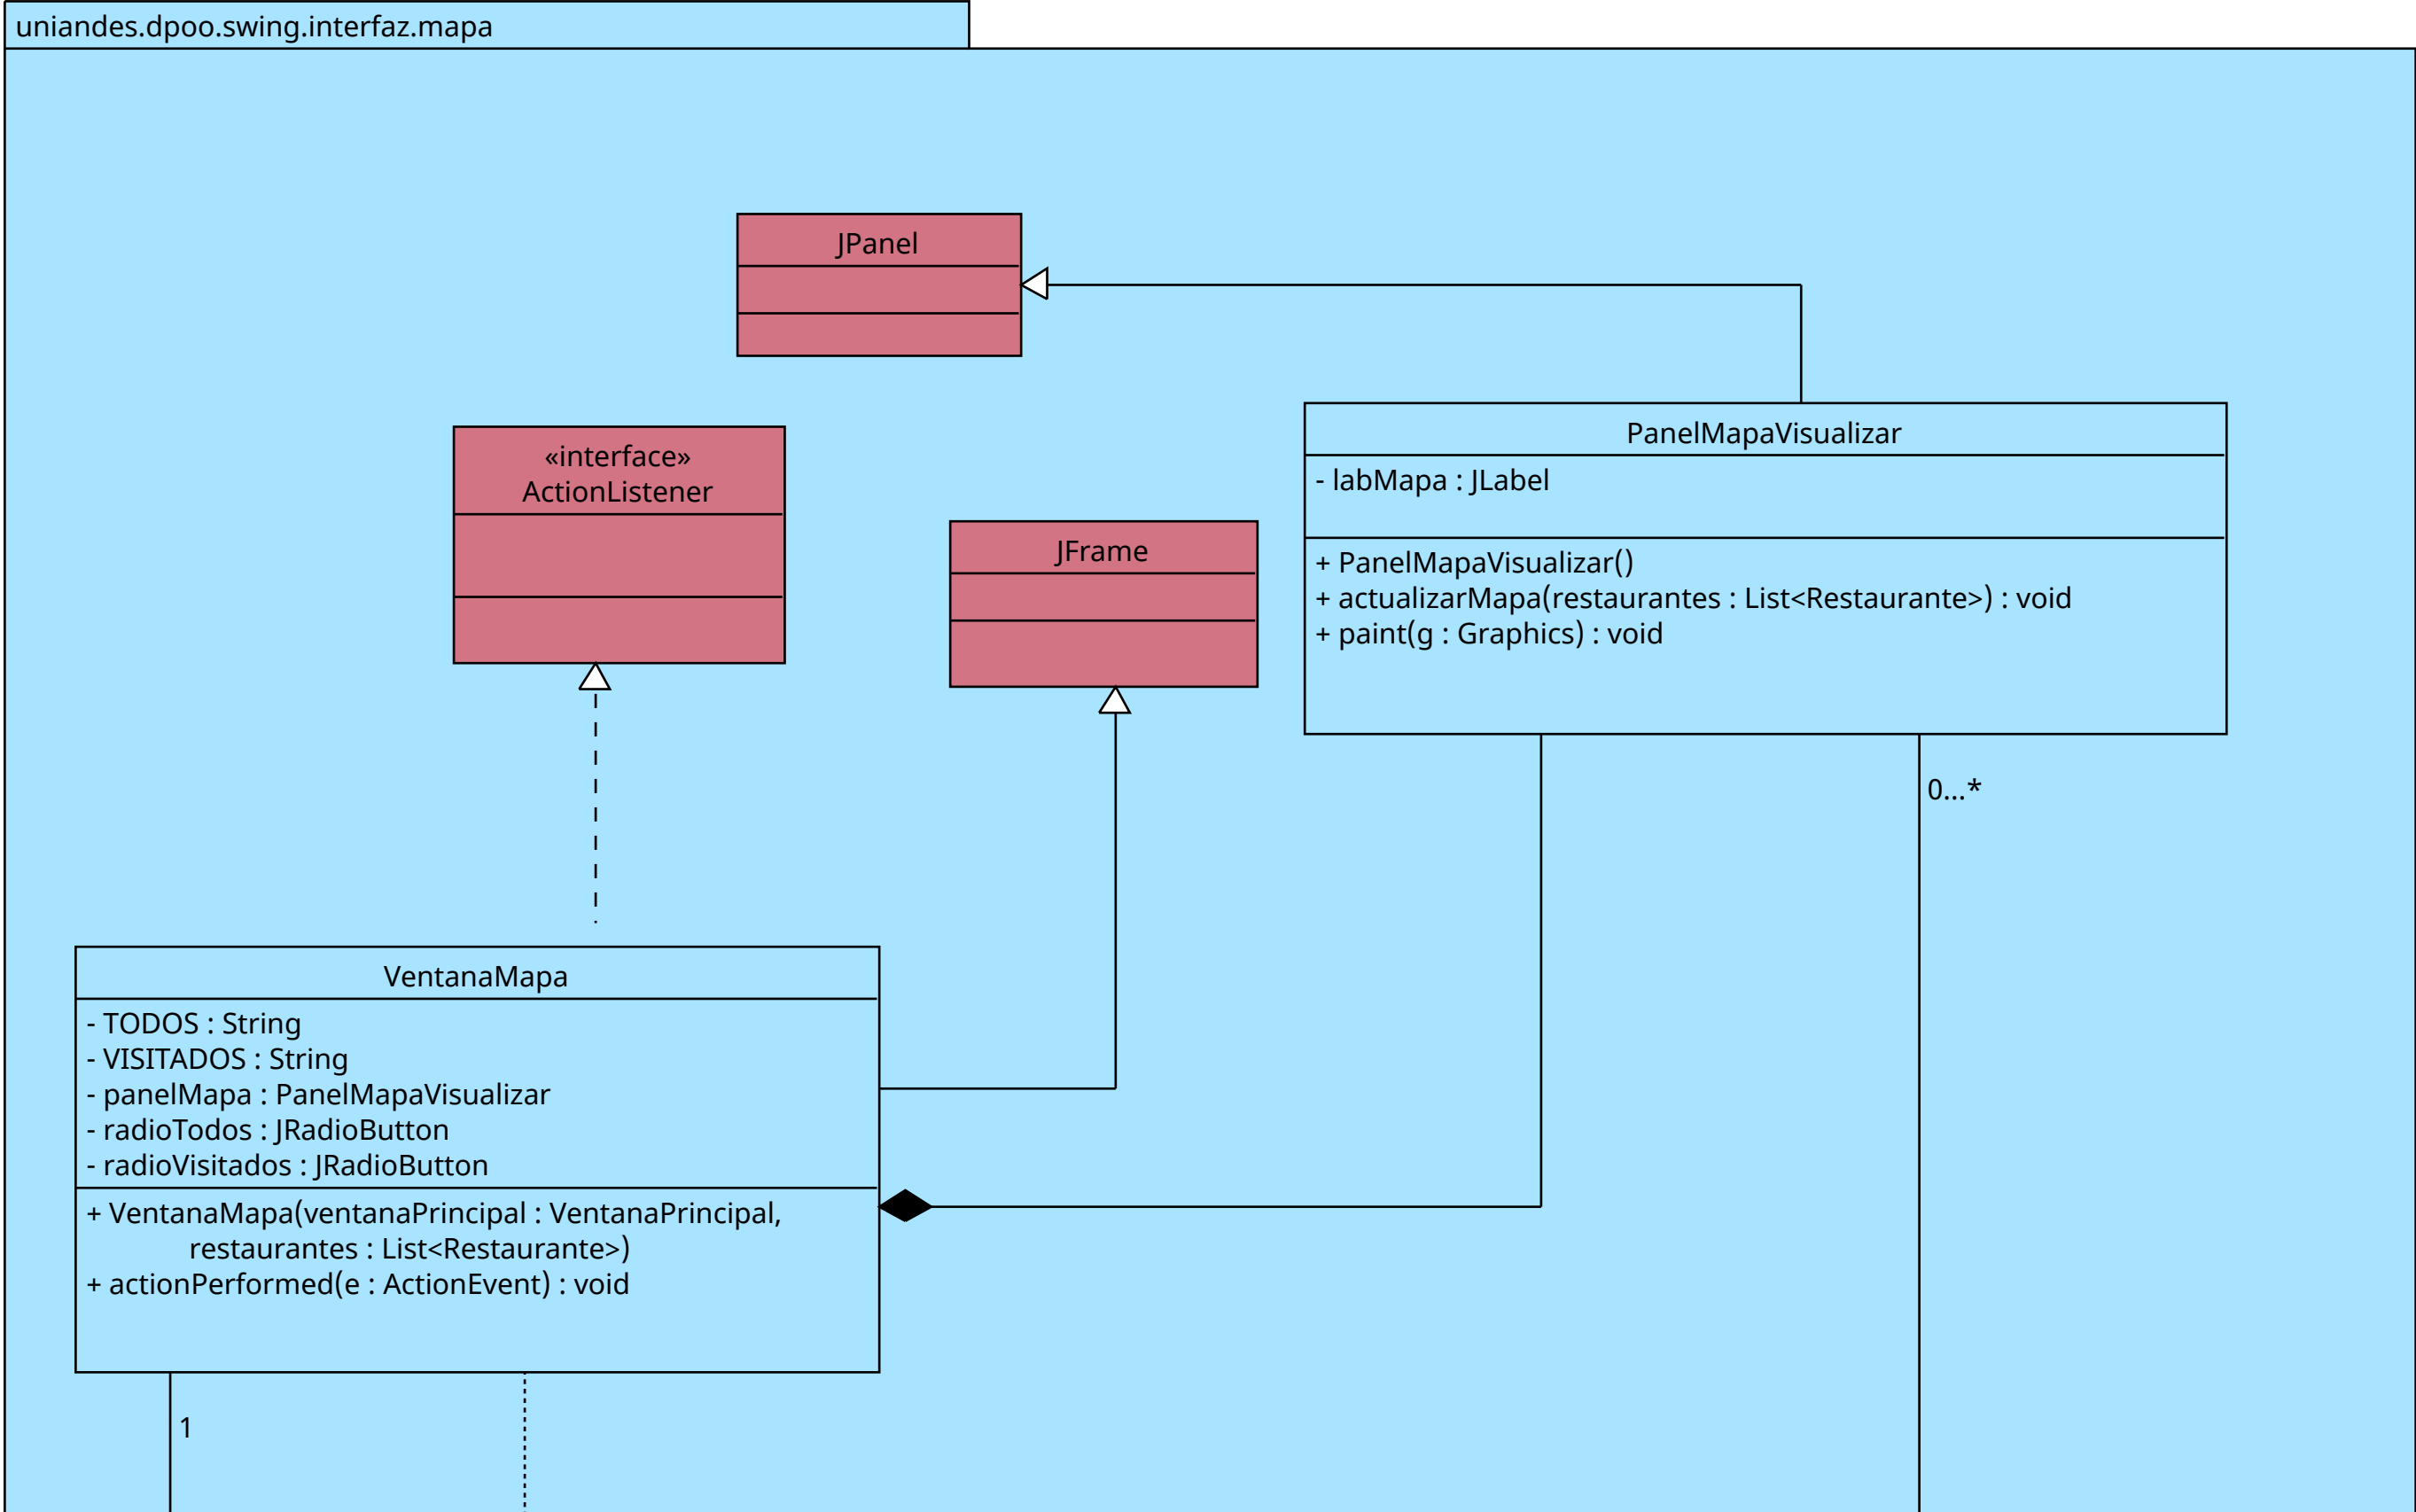 uniandes.dpoo.swing.interfaz.mapa
JPanel
«interface»
ActionListener
JFrame
PanelMapaVisualizar
- labMapa : JLabel
+ PanelMapaVisualizar()
+ actualizarMapa(restaurantes : List<Restaurante>) : void
+ paint(g : Graphics) : void
0...*
VentanaMapa
- TODOS : String
- VISITADOS : String
- panelMapa : PanelMapaVisualizar
- radioTodos : JRadioButton
- radioVisitados : JRadioButton
+ VentanaMapa(ventanaPrincipal : VentanaPrincipal,
restaurantes : List<Restaurante>)
+ actionPerformed(e : ActionEvent) : void
1